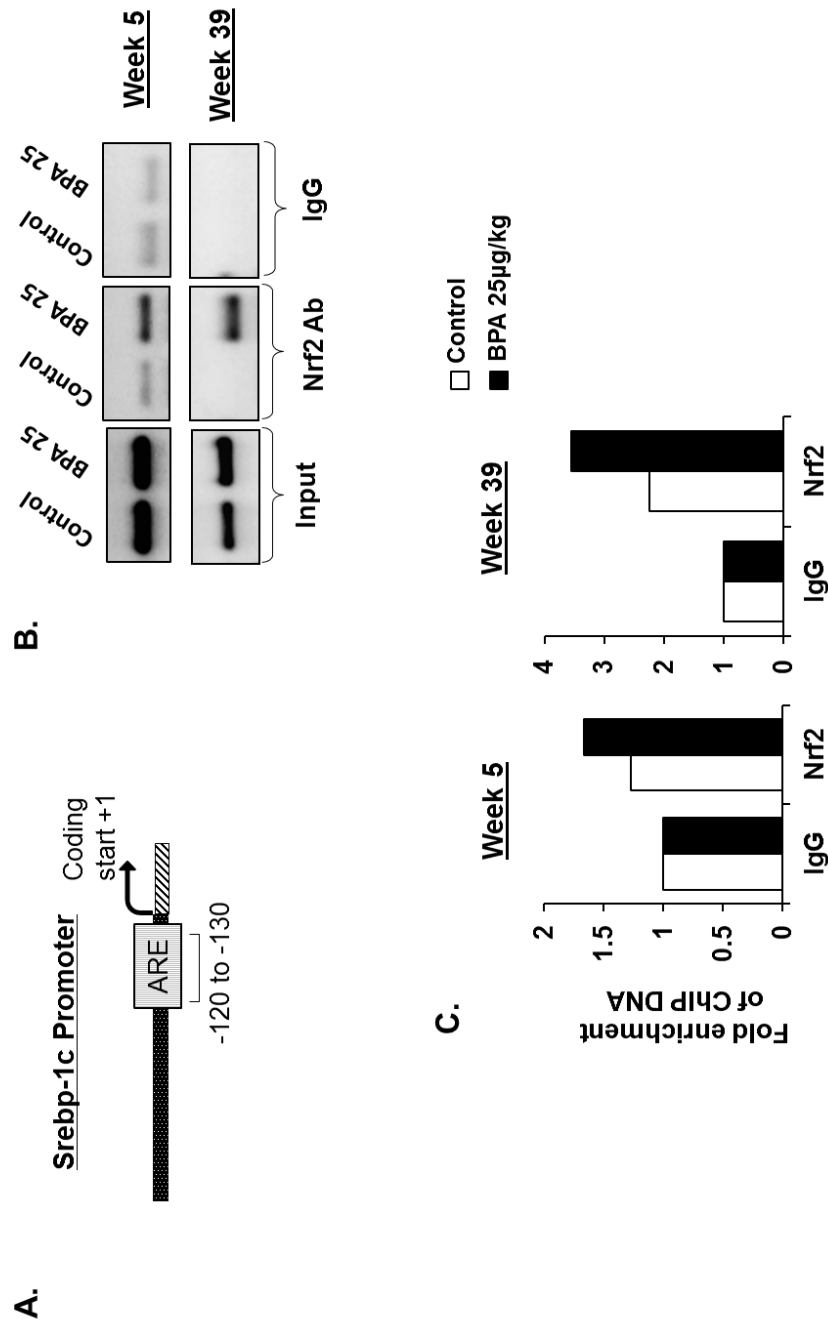 A.
Srebp-1c Promoter
Coding
start +1
ARE
-120 to -130
B.
Control BPA 25 Control BPA 25 Control BPA 25
Week 5
Week 39
Input Nrf2 Ab IgG
C.
Fold enrichment
of ChIP DNA
Week 5
2
1.5
1
0.5
0
IgG Nrf2
Week 39
4
3
2
1
0
IgG Nrf2
Control
BPA 25µg/kg